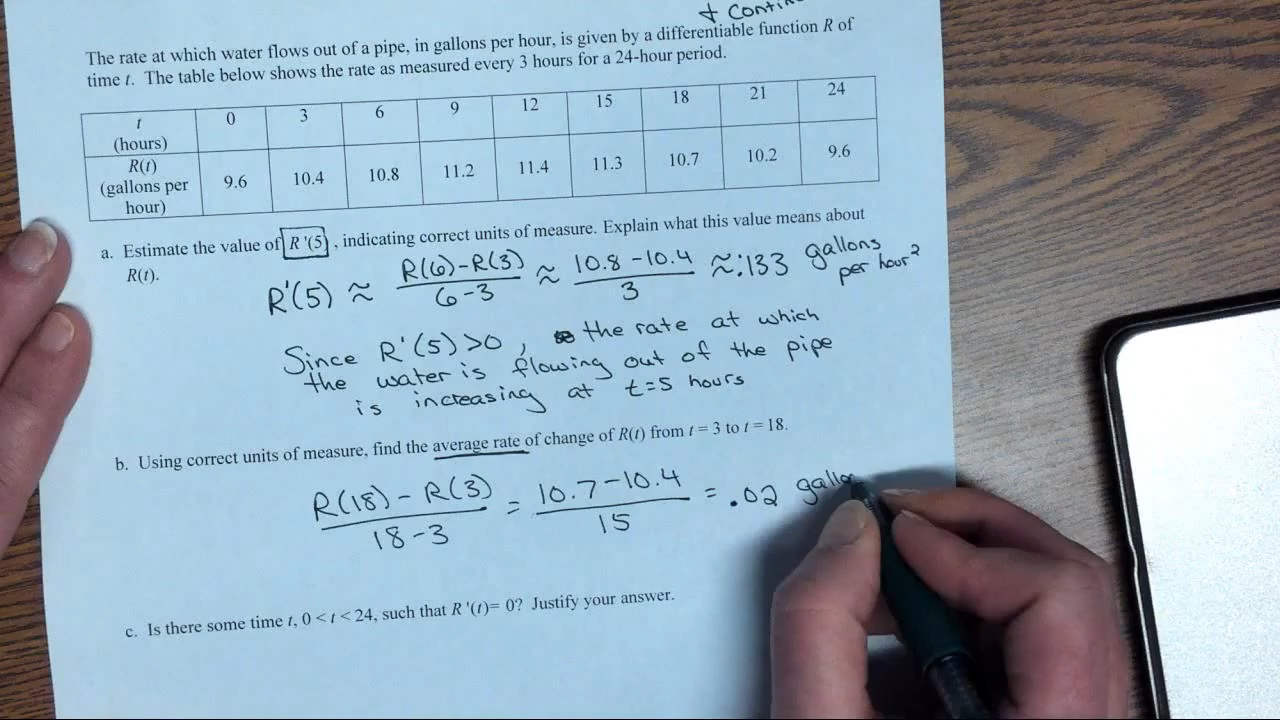 + contin
The rate at which water flows out of a pipe, in gallons per hour, is given by a differentiable function R of
time t. The table below shows the rate as measured every 3 hours for a 24-hour period.
t (hours) 0 3 6 9 12 15 18 21 24
R(t) (gallons per hour) 9.6 10.4 10.8 11.2 11.4 11.3 10.7 10.2 9.6
a. Estimate the value of R '(5), indicating correct units of measure. Explain what this value means about
R(t).
R'(5) ≈ R(6)-R(3) / 6-3 ≈ 10.8-10.4 / 3 ≈ .133 gallons per hour²
Since R'(5)>0, the rate at which
the water is flowing out of the pipe
is increasing at t=5 hours
b. Using correct units of measure, find the average rate of change of R(t) from t = 3 to t = 18.
R(18)-R(3) / 18-3 = 10.7-10.4 / 15 = .02 gallo
c. Is there some time t, 0 < t < 24, such that R '(t)= 0? Justify your answer.